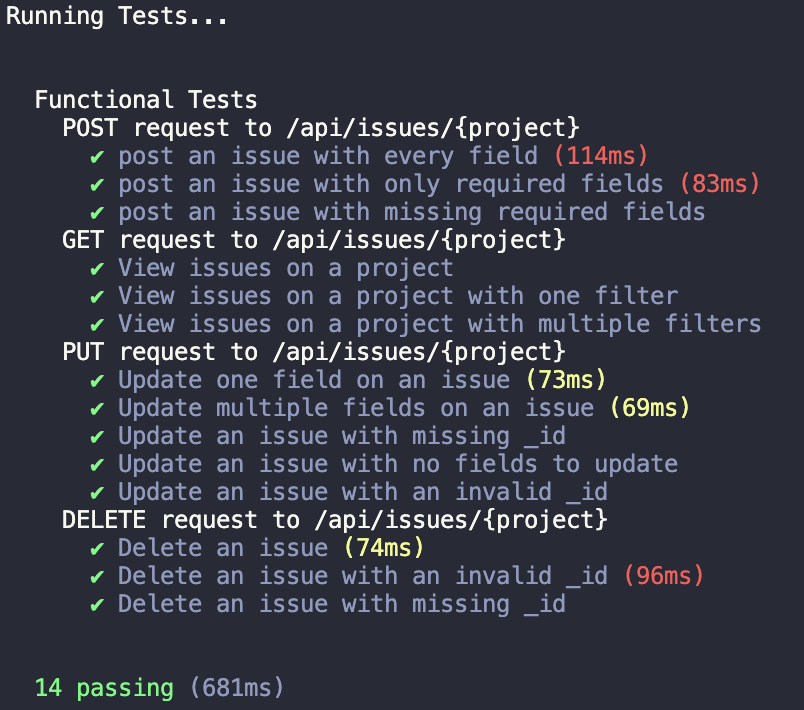 Running Tests...
Functional Tests
POST request to /api/issues/{project}
✔ post an issue with every field (114ms)
✔ post an issue with only required fields (83ms)
✔ post an issue with missing required fields
GET request to /api/issues/{project}
✔ View issues on a project
✔ View issues on a project with one filter
✔ View issues on a project with multiple filters
PUT request to /api/issues/{project}
✔ Update one field on an issue (73ms)
✔ Update multiple fields on an issue (69ms)
✔ Update an issue with missing _id
✔ Update an issue with no fields to update
✔ Update an issue with an invalid _id
DELETE request to /api/issues/{project}
✔ Delete an issue (74ms)
✔ Delete an issue with an invalid _id (96ms)
✔ Delete an issue with missing _id
14 passing (681ms)